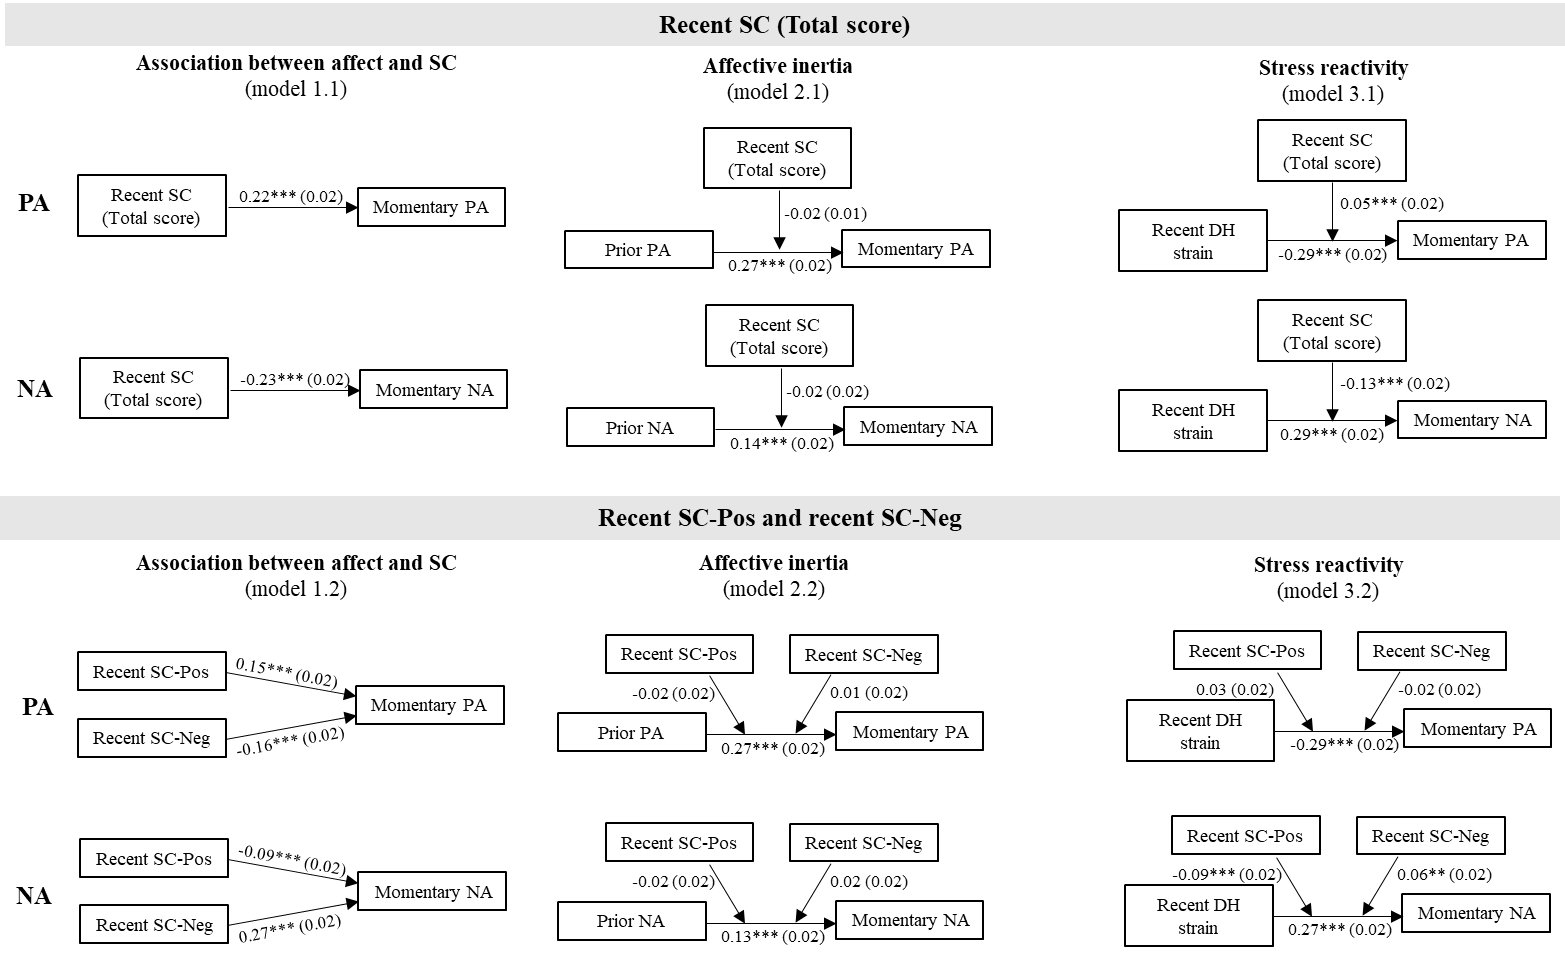 Recent SC (Total score)
Association between affect and SC
(model 1.1)
Affective inertia
(model 2.1)
Stress reactivity
(model 3.1)
PA
Recent SC
(Total score)
0.22*** (0.02)
Momentary PA
Recent SC
(Total score)
-0.02 (0.01)
Prior PA
0.27*** (0.02)
Momentary PA
Recent SC
(Total score)
0.05*** (0.02)
Recent DH
strain
-0.29*** (0.02)
Momentary PA
NA
Recent SC
(Total score)
-0.23*** (0.02)
Momentary NA
Recent SC
(Total score)
-0.02 (0.02)
Prior NA
0.14*** (0.02)
Momentary NA
Recent SC
(Total score)
-0.13*** (0.02)
Recent DH
strain
0.29*** (0.02)
Momentary NA
Recent SC-Pos and recent SC-Neg
Association between affect and SC
(model 1.2)
Affective inertia
(model 2.2)
Stress reactivity
(model 3.2)
PA
Recent SC-Pos
0.15*** (0.02)
Recent SC-Neg
-0.16*** (0.02)
Momentary PA
Recent SC-Pos
Recent SC-Neg
-0.02 (0.02)
0.01 (0.02)
Prior PA
0.27*** (0.02)
Momentary PA
Recent SC-Pos
Recent SC-Neg
0.03 (0.02)
-0.02 (0.02)
Recent DH
strain
-0.29*** (0.02)
Momentary PA
NA
Recent SC-Pos
-0.09*** (0.02)
Recent SC-Neg
0.27*** (0.02)
Momentary NA
Recent SC-Pos
Recent SC-Neg
-0.02 (0.02)
0.02 (0.02)
Prior NA
0.13*** (0.02)
Momentary NA
Recent SC-Pos
Recent SC-Neg
-0.09*** (0.02)
0.06** (0.02)
Recent DH
strain
0.27*** (0.02)
Momentary NA